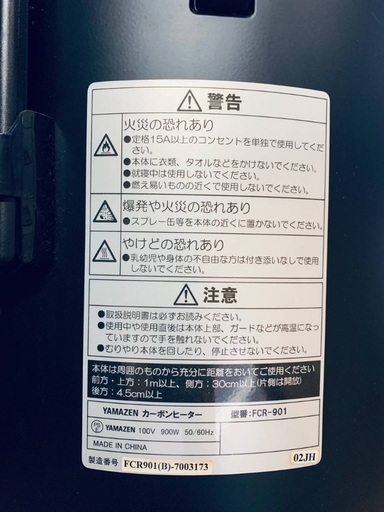 警告
火災の恐れあり
●定格15A以上のコンセントを単独で使用してくだ
さい。
●本体に衣類、タオルなどをかけないでください。
●就寝中は使用しないでください。
●燃え易いものの近くで使用しないでください。
爆発や火災の恐れあり
●スプレー缶等を本体の近くに置かないでください。
やけどの恐れあり
●乳幼児や身体の不自由な方は付き添いなしで使用
しないでください。
注意
●取扱説明書は必ずお読みください。
●使用中や使用直後は本体上部、ガードなどが高温になっ
ていますので手を触れないでください。
●むりやり本体を回したり、停止させないでください。
本体は周囲のものから充分に距離をおいてご使用ください。
前方・上方：1m以上、側方：30cm以上(片側は開放)
後方：4.5cm以上
YAMAZEN カーボンヒーター 型番:FCR-901
YAMAZEN 100V 900W 50/60Hz
MADE IN CHINA
製造番号 FCR901(B)-7003173 02JH